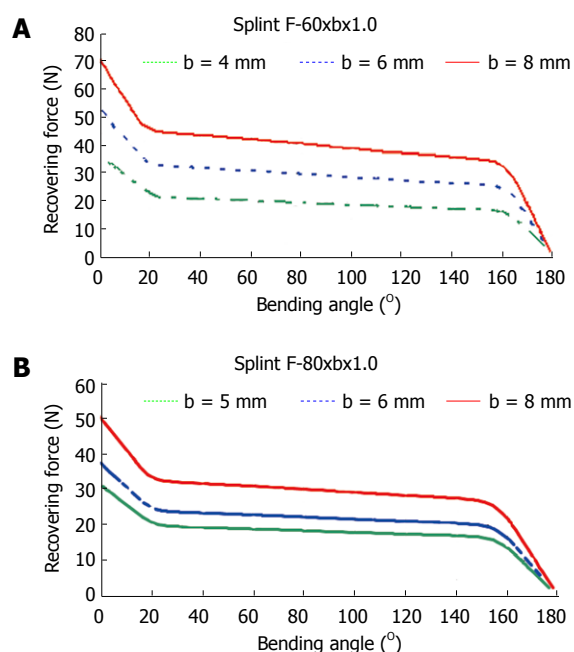 A
Splint F-60xbx1.0
b = 4 mm b = 6 mm b = 8 mm
Recovering force (N)
80
70
60
50
40
30
20
10
0
0 20 40 60 80 100 120 140 160 180
Bending angle (O)
B
Splint F-80xbx1.0
b = 5 mm b = 6 mm b = 8 mm
Recovering force (N)
60
50
40
30
20
10
0
0 20 40 60 80 100 120 140 160 180
Bending angle (O)